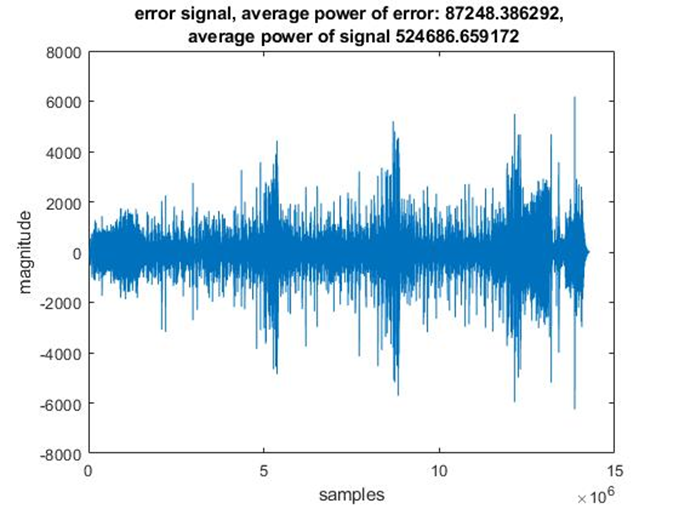 error signal, average power of error: 87248.386292,
average power of signal 524686.659172
8000
6000
4000
2000
0
-2000
-4000
-6000
-8000
magnitude
0 5 10 15
samples
×10^6